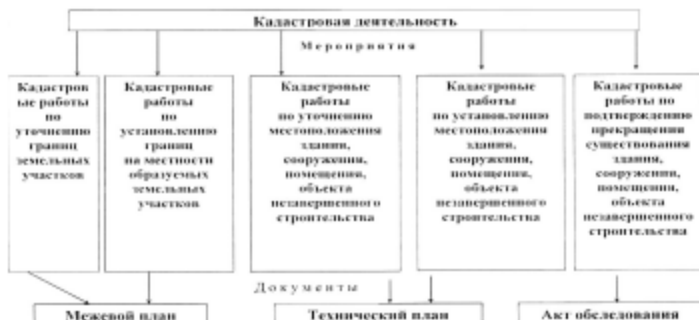 Кадастровая деятельность
Мероприятия
Кадастров
ые работы
по
уточнению
границ
земельных
участков
Кадастровые
работы
по
установлению
границ
на местности
образуемых
земельных
участков
Кадастровые
работы
по уточнению
местоположения
здания,
сооружения,
помещения,
объекта
незавершенного
строительства
Кадастровые
работы
по установлению
местоположения
здания,
сооружения,
помещения,
объекта
незавершенного
строительства
Кадастровые
работы по
подтверждению
прекращения
существования
здания,
сооружения,
помещения,
объекта
незавершенного
строительства
Документы
Межевой план
Технический план
Акт обследования